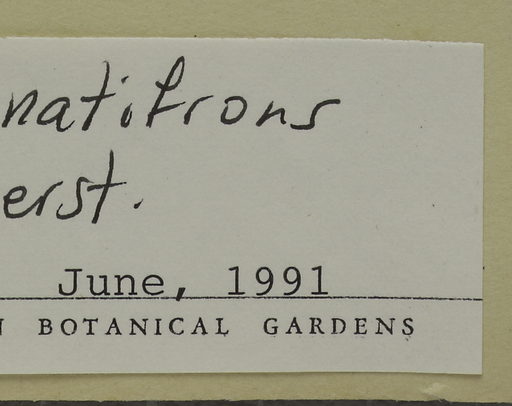 natifrons
erst.
June, 1991
N BOTANICAL GARDENS